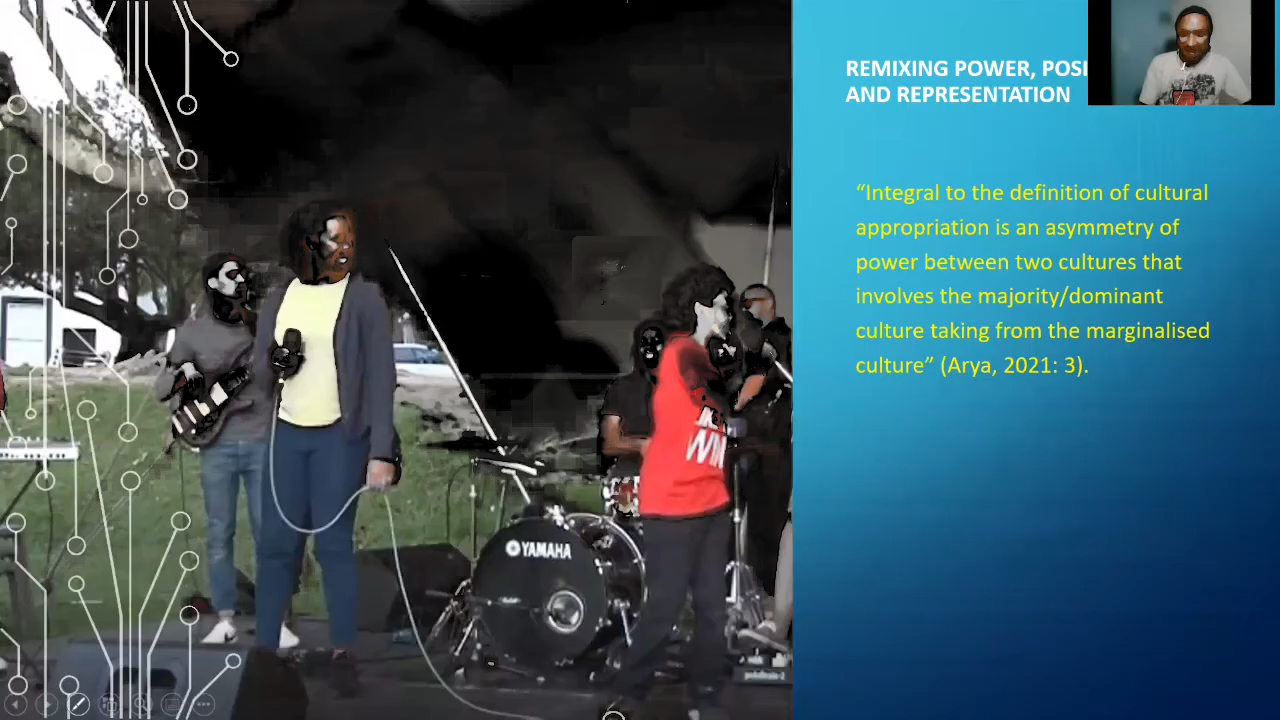 REMIXING POWER, POSI
AND REPRESENTATION
“Integral to the definition of cultural
appropriation is an asymmetry of
power between two cultures that
involves the majority/dominant
culture taking from the marginalised
culture” (Arya, 2021: 3).
YAMAHA
WIN